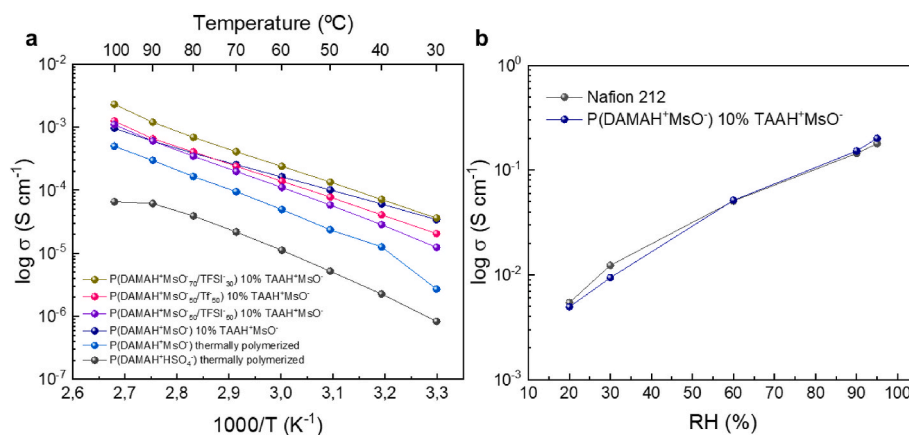 a
Temperature (ºC)
100 90 80 70 60 50 40 30
10⁻²
10⁻³
10⁻⁴
10⁻⁵
10⁻⁶
10⁻⁷
log σ (S cm⁻¹)
P(DAMAH⁺MsO⁻₇₀/TFSI⁻₃₀) 10% TAAH⁺MsO⁻
P(DAMAH⁺MsO⁻₅₀/Tf⁻₅₀) 10% TAAH⁺MsO⁻
P(DAMAH⁺MsO⁻₅₀/TFSI⁻₅₀) 10% TAAH⁺MsO⁻
P(DAMAH⁺MsO⁻) 10% TAAH⁺MsO⁻
P(DAMAH⁺MsO⁻) thermally polymerized
P(DAMAH⁺HSO₄⁻) thermally polymerized
2,6 2,7 2,8 2,9 3,0 3,1 3,2 3,3
1000/T (K⁻¹)
b
10⁰
10⁻¹
10⁻²
10⁻³
log σ (S cm⁻¹)
Nafion 212
P(DAMAH⁺MsO⁻) 10% TAAH⁺MsO⁻
10 20 30 40 50 60 70 80 90 100
RH (%)